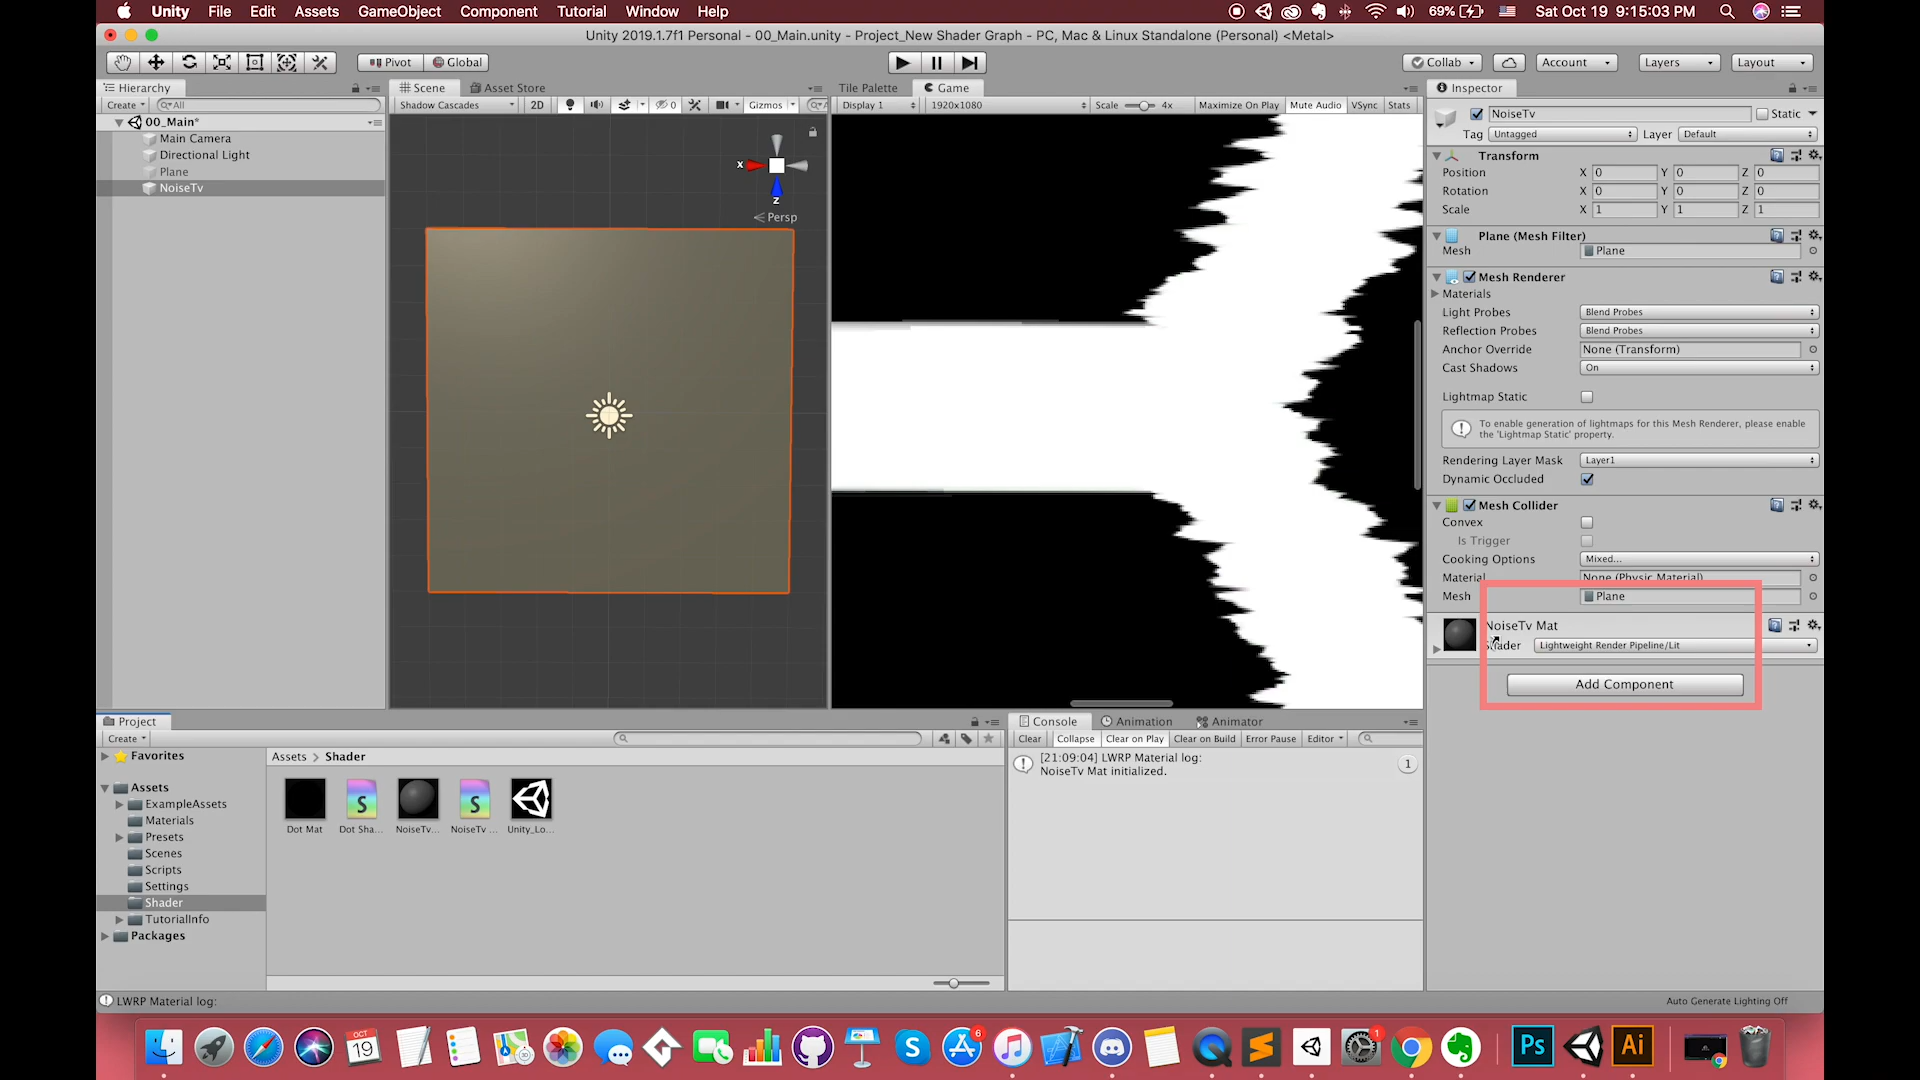 Unity File Edit Assets GameObject Component Tutorial Window Help 69% Sat Oct 19 9:15:03 PM
Unity 2019.1.7f1 Personal - 00_Main.unity - Project_New Shader Graph - PC, Mac & Linux Standalone (Personal) <Metal>
Pivot Global Collab Account Layers Layout
Hierarchy Scene Asset Store Tile Palette Game Inspector
Create All Shadow Cascades 2D 0 Gizmos Display 1 1920x1080 Scale 4x Maximize On Play Mute Audio VSync Stats
00_Main*
Main Camera
Directional Light
Plane
NoiseTv
x
z
Persp
NoiseTv Static
Tag Untagged Layer Default
Transform
Position X 0 Y 0 Z 0
Rotation X 0 Y 0 Z 0
Scale X 1 Y 1 Z 1
Plane (Mesh Filter)
Mesh Plane
Mesh Renderer
Materials
Light Probes Blend Probes
Reflection Probes Blend Probes
Anchor Override None (Transform)
Cast Shadows On
Lightmap Static
To enable generation of lightmaps for this Mesh Renderer, please enable
the 'Lightmap Static' property.
Rendering Layer Mask Layer1
Dynamic Occluded
Mesh Collider
Convex
Is Trigger
Cooking Options Mixed...
Material None (Physic Material)
Mesh Plane
NoiseTv Mat
Shader Lightweight Render Pipeline/Lit
Add Component
Project
Create
Favorites
Assets
ExampleAssets
Materials
Presets
Scenes
Scripts
Settings
Shader
TutorialInfo
Packages
Assets > Shader
Dot Mat Dot Sha... NoiseTv... NoiseTv ... Unity_Lo...
Console Animation Animator
Clear Collapse Clear on Play Clear on Build Error Pause Editor
[21:09:04] LWRP Material log:
NoiseTv Mat initialized.
1
LWRP Material log:
Auto Generate Lighting Off
OCT
19
6
1
S
Ps
Ai